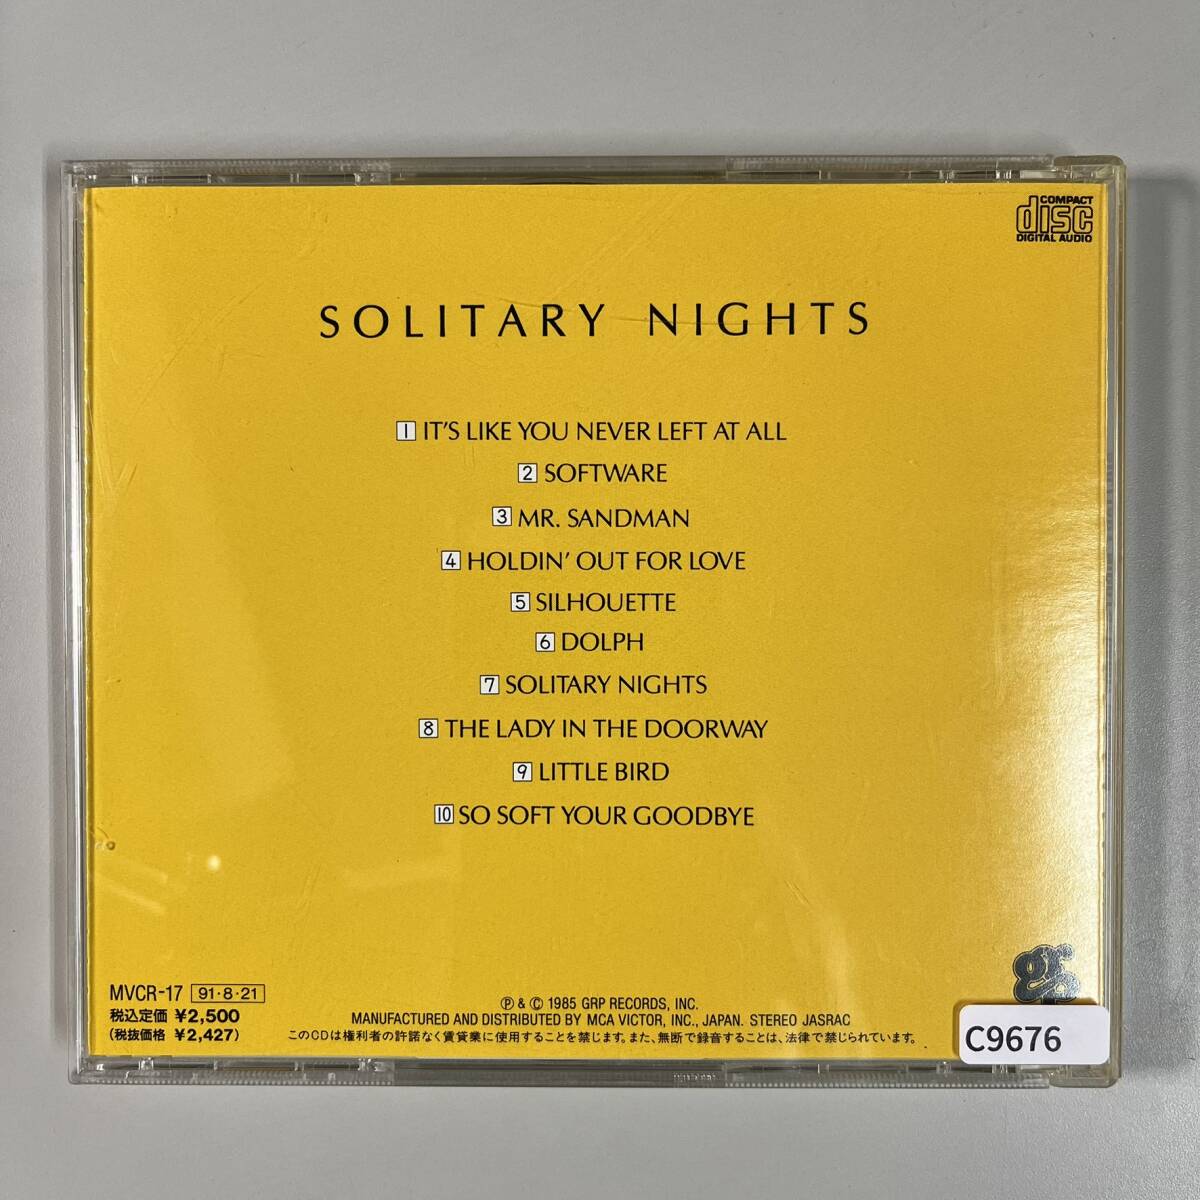 COMPACT
disc
DIGITAL AUDIO
SOLITARY NIGHTS
1 IT'S LIKE YOU NEVER LEFT AT ALL
2 SOFTWARE
3 MR. SANDMAN
4 HOLDIN' OUT FOR LOVE
5 SILHOUETTE
6 DOLPH
7 SOLITARY NIGHTS
8 THE LADY IN THE DOORWAY
9 LITTLE BIRD
10 SO SOFT YOUR GOODBYE
MVCR-17 91・8・21
税込定価 ¥2,500
(税抜価格 ¥2,427)
Ⓟ & © 1985 GRP RECORDS, INC.
MANUFACTURED AND DISTRIBUTED BY MCA VICTOR, INC., JAPAN. STEREO JASRAC
このCDは権利者の許諾なく賃貸業に使用することを禁じます。また、無断で録音することは、法律で禁じられています。
gr
C9676